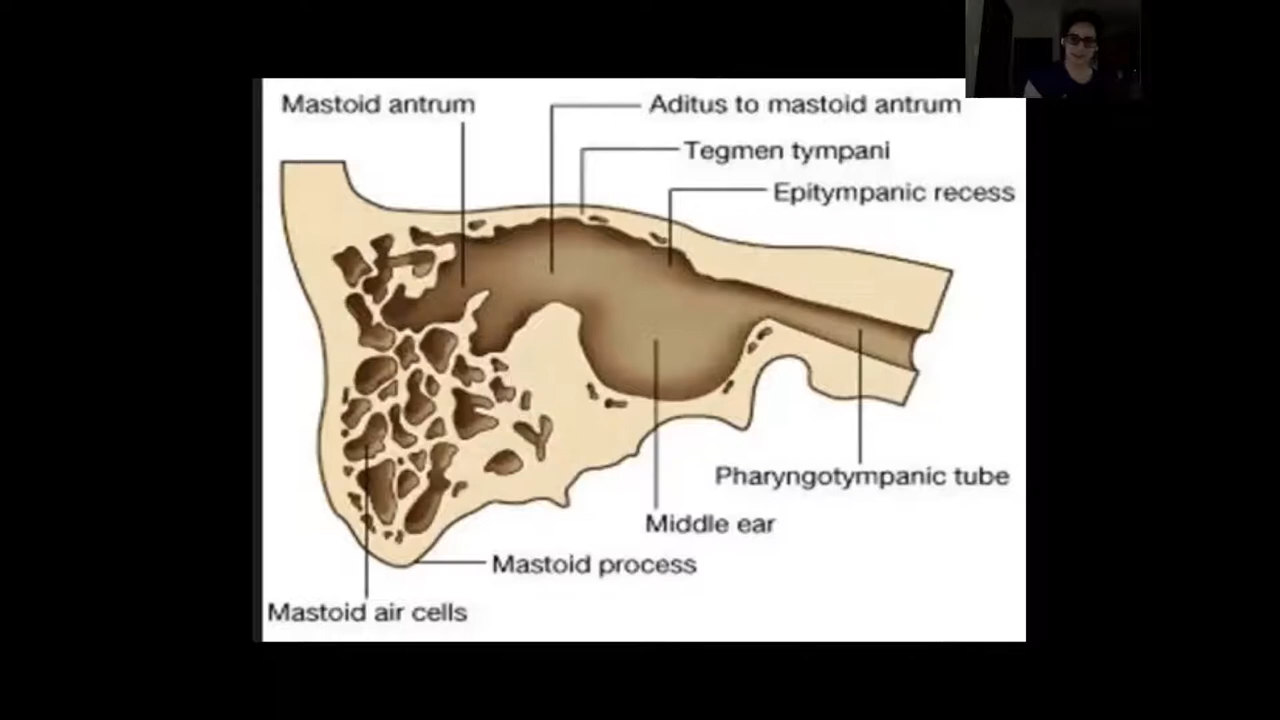 Mastoid antrum
Aditus to mastoid antrum
Tegmen tympani
Epitympanic recess
Pharyngotympanic tube
Middle ear
Mastoid process
Mastoid air cells